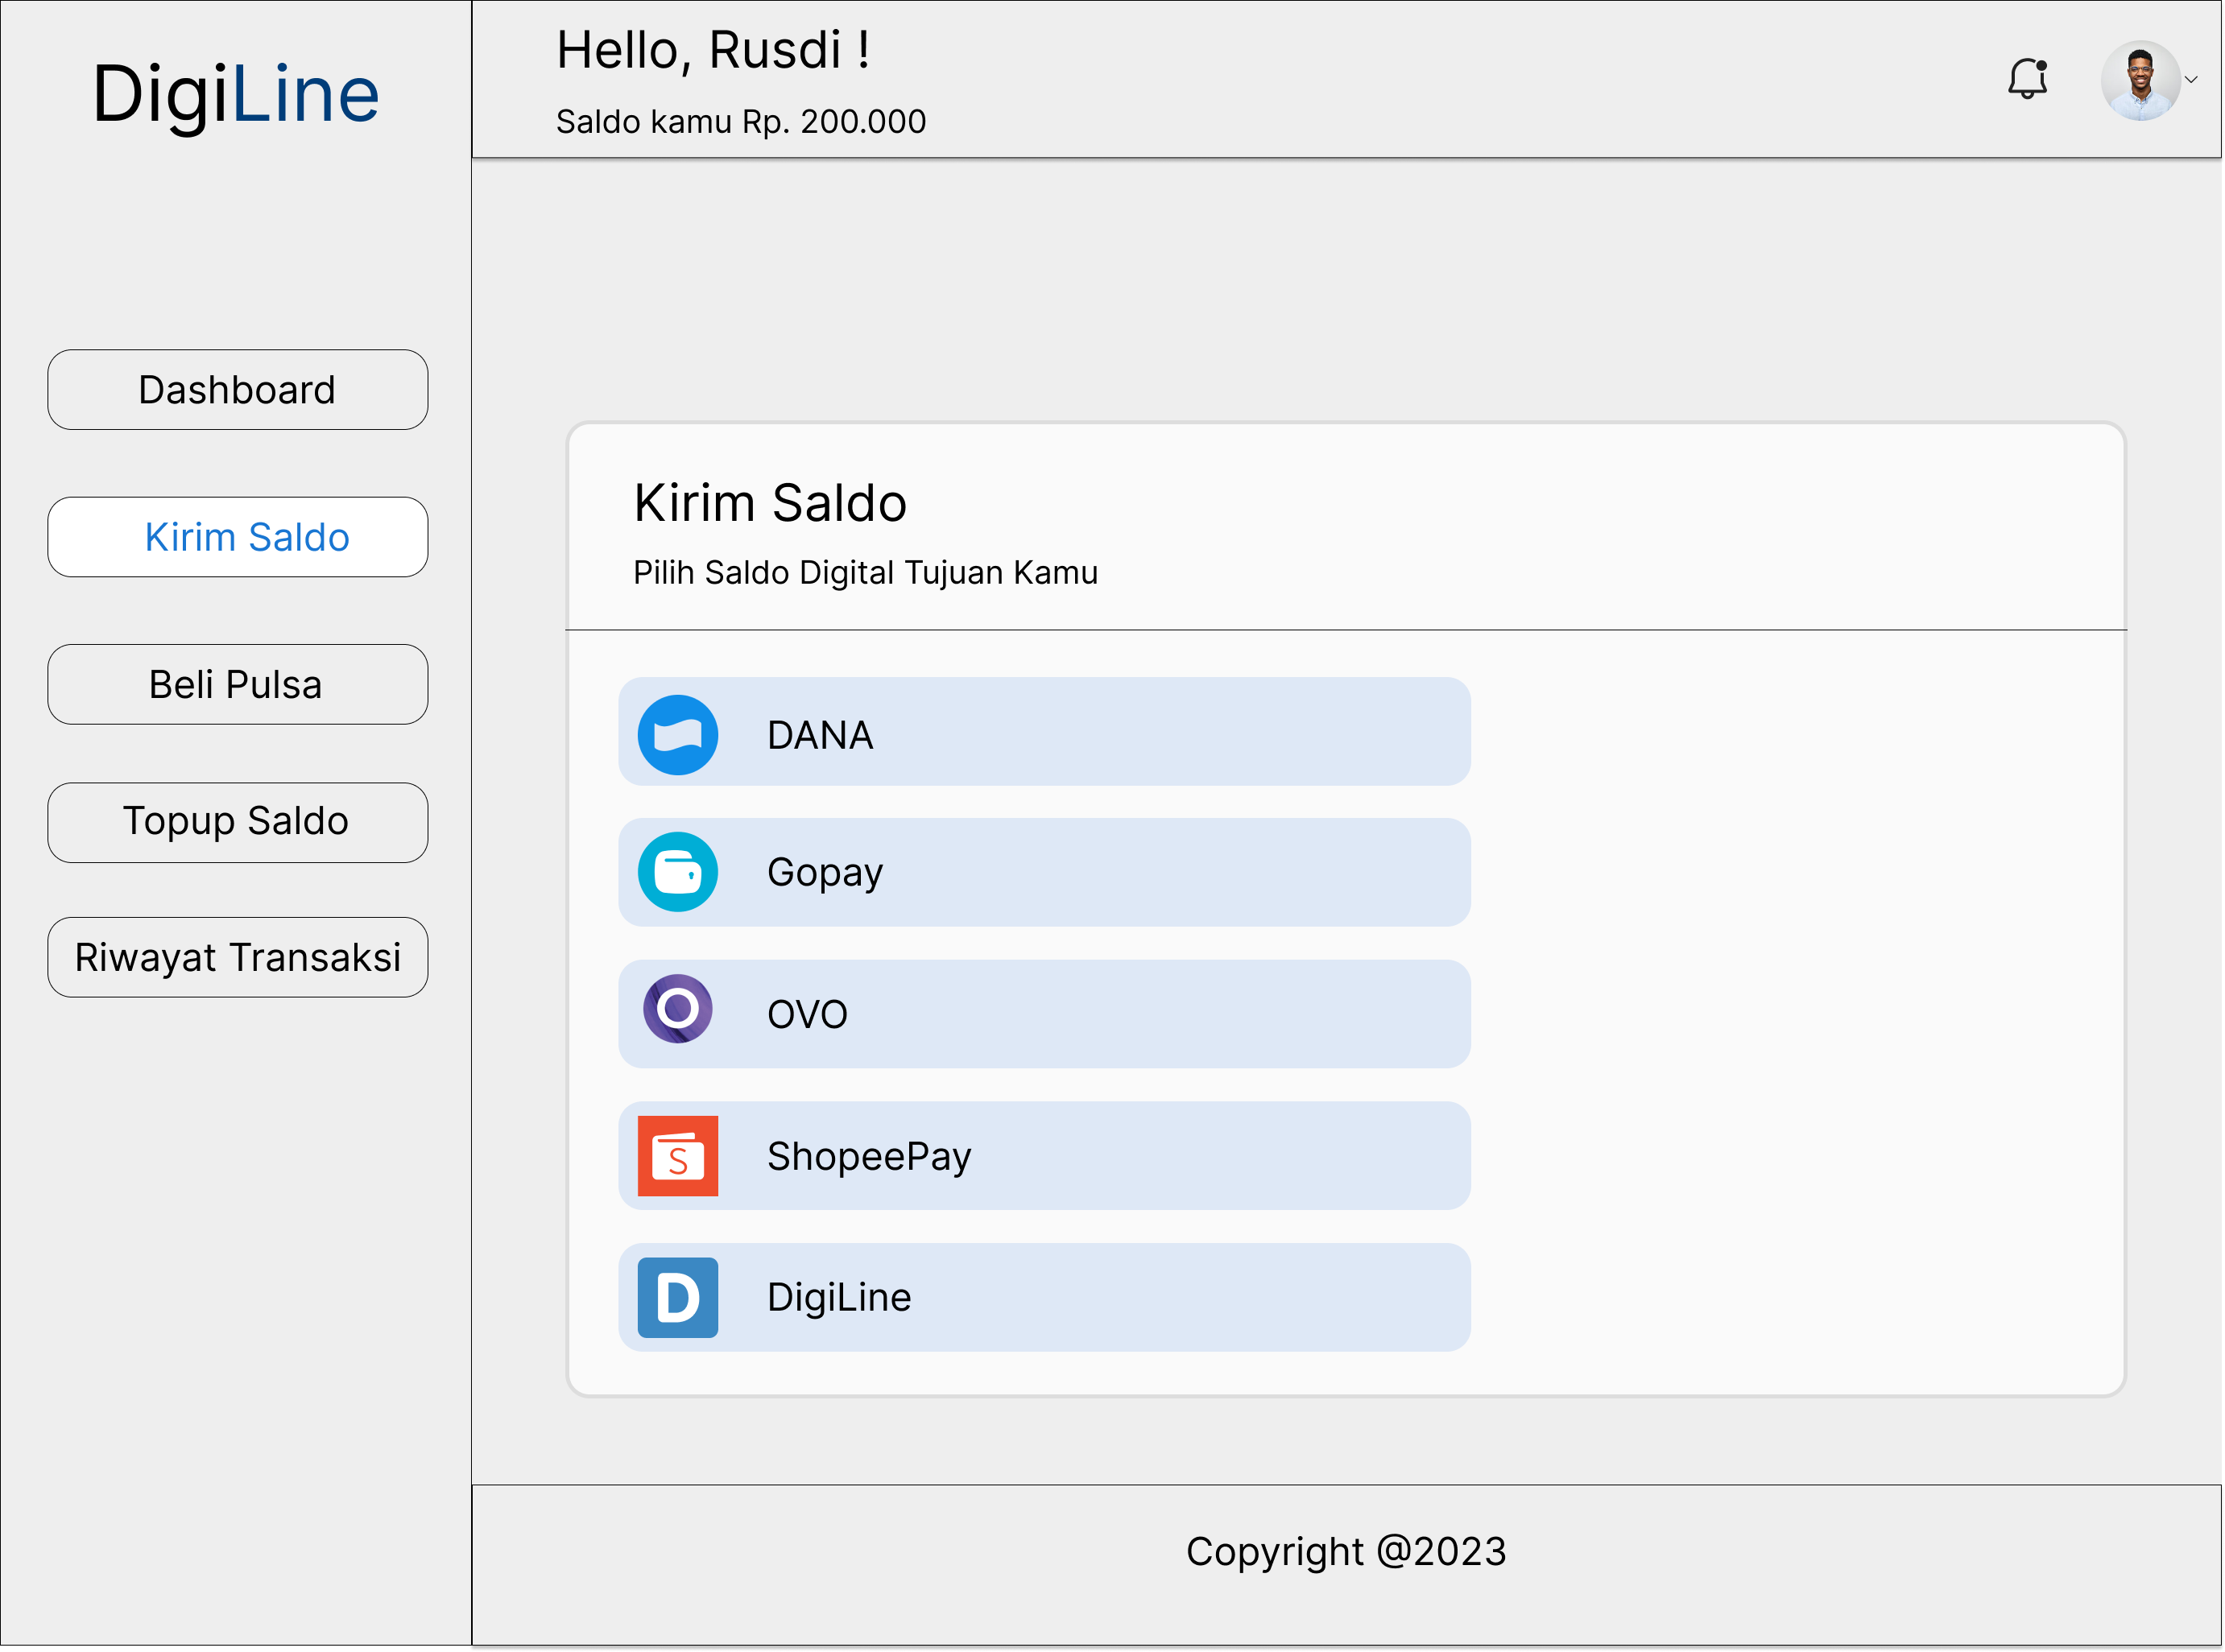 DigiLine
Hello, Rusdi !
Saldo kamu Rp. 200.000
Dashboard
Kirim Saldo
Beli Pulsa
Topup Saldo
Riwayat Transaksi
Kirim Saldo
Pilih Saldo Digital Tujuan Kamu
DANA
Gopay
OVO
S
ShopeePay
D
DigiLine
Copyright @2023